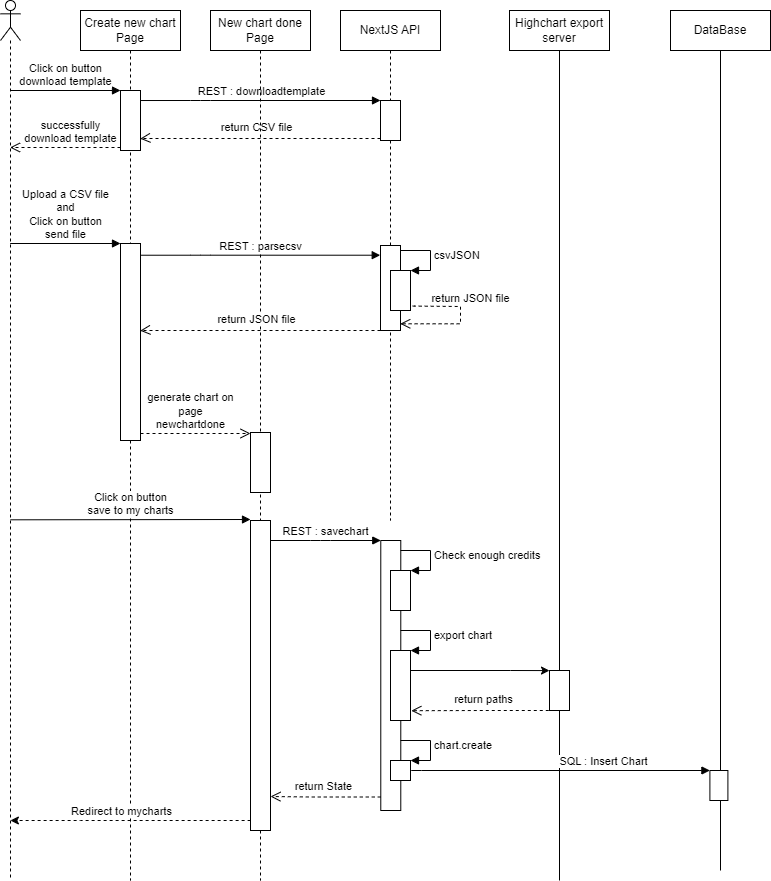 Create new chart
Page
New chart done
Page
NextJS API
Highchart export
server
DataBase
Click on button
download template
REST : downloadtemplate
successfully
download template
return CSV file
Upload a CSV file
and
Click on button
send file
REST : parsecsv
csvJSON
return JSON file
return JSON file
generate chart on
page
newchartdone
Click on button
save to my charts
REST : savechart
Check enough credits
export chart
return paths
chart.create
SQL : Insert Chart
return State
Redirect to mycharts